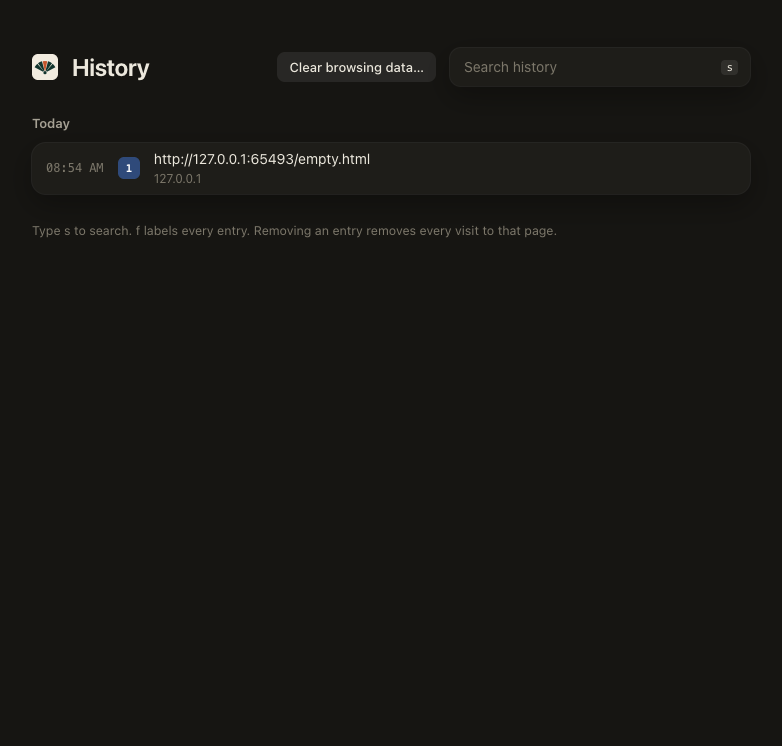 History
Clear browsing data...
Search history
s
Today
08:54 AM
1
http://127.0.0.1:65493/empty.html
127.0.0.1
Type s to search. f labels every entry. Removing an entry removes every visit to that page.